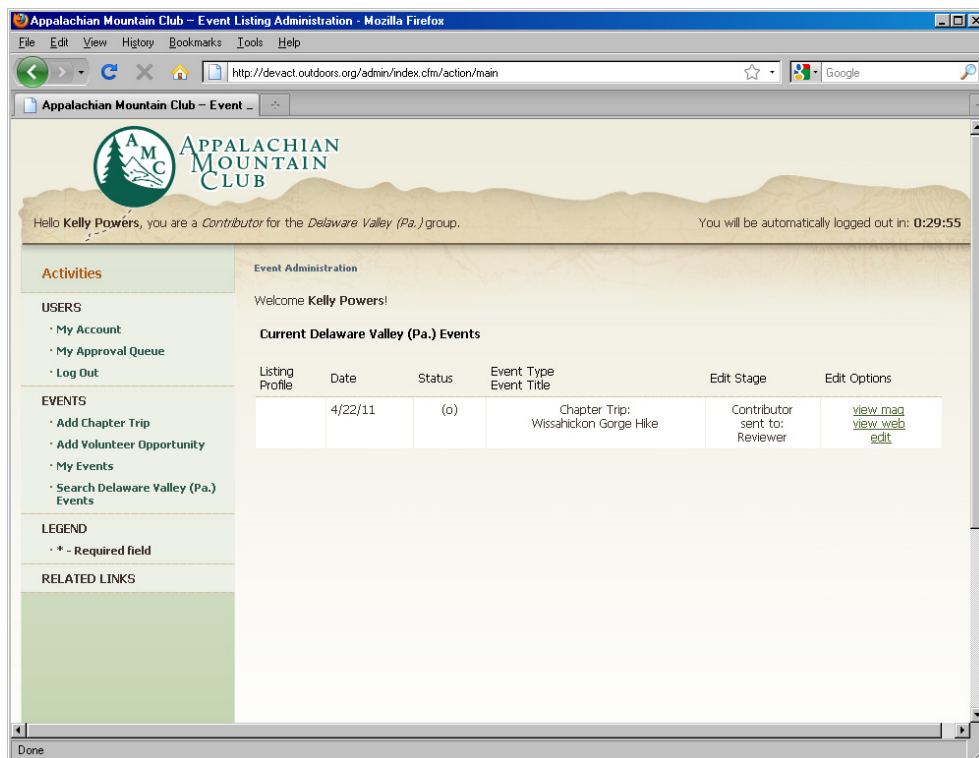 Appalachian Mountain Club – Event Listing Administration - Mozilla Firefox
File Edit View History Bookmarks Tools Help
http://devact.outdoors.org/admin/index.cfm/action/main
Google
Appalachian Mountain Club – Event ...
AMC
APPALACHIAN
MOUNTAIN
CLUB
Hello Kelly Powers, you are a Contributor for the Delaware Valley (Pa.) group.
You will be automatically logged out in: 0:29:55
Activities
USERS
· My Account
· My Approval Queue
· Log Out
EVENTS
· Add Chapter Trip
· Add Volunteer Opportunity
· My Events
· Search Delaware Valley (Pa.)
Events
LEGEND
· * - Required field
RELATED LINKS
Event Administration
Welcome Kelly Powers!
Current Delaware Valley (Pa.) Events
Listing Profile
Date
Status
Event Type
Event Title
Edit Stage
Edit Options
4/22/11
(o)
Chapter Trip:
Wissahickon Gorge Hike
Contributor
sent to:
Reviewer
view mag
view web
edit
Done